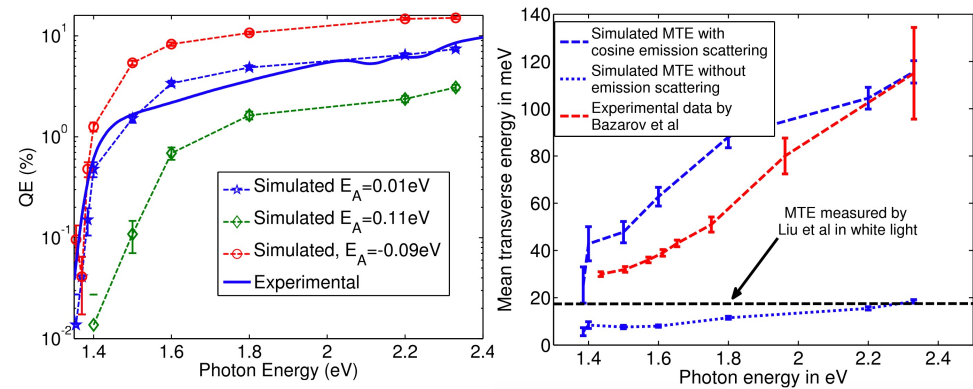 QE (%)
10^1
10^0
10^-1
10^-2
1.4
1.6
1.8
2
2.2
2.4
Photon Energy (eV)
Simulated E_A=0.01eV
Simulated E_A=0.11eV
Simulated, E_A=-0.09eV
Experimental
Mean transverse energy in meV
140
120
100
80
60
40
20
0
1.4
1.6
1.8
2
2.2
2.4
Photon energy in eV
Simulated MTE with
cosine emission scattering
Simulated MTE without
emission scattering
Experimental data by
Bazarov et al
MTE measured by
Liu et al in white light